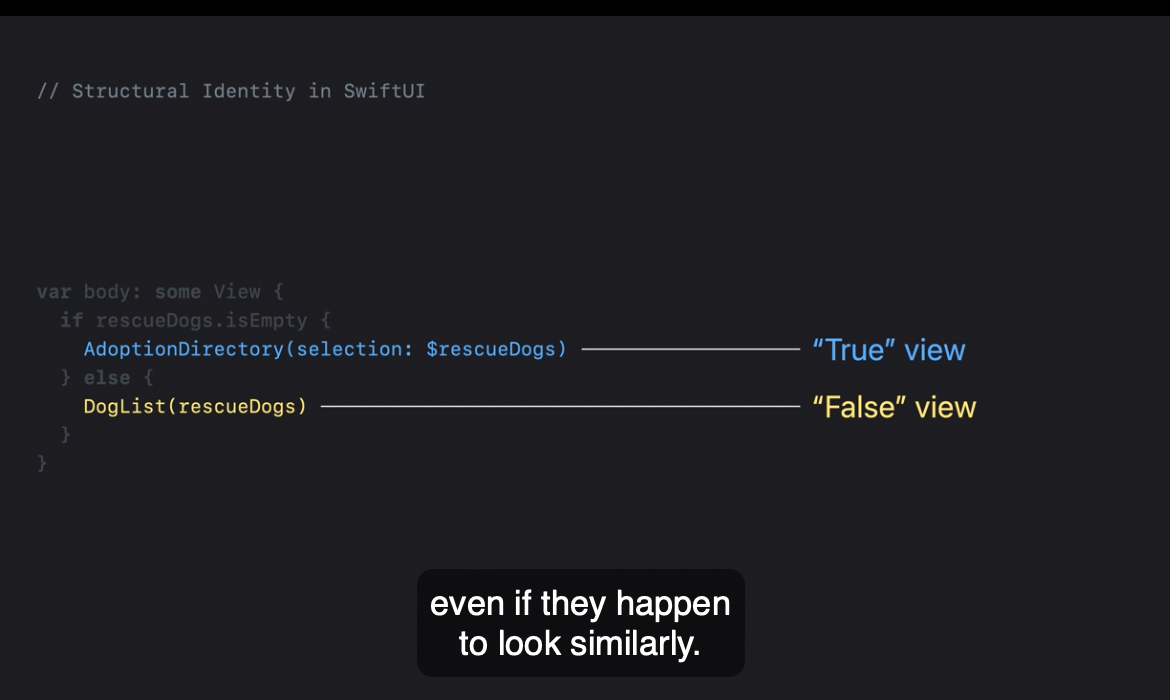 // Structural Identity in SwiftUI
var body: some View {
if rescueDogs.isEmpty {
AdoptionDirectory(selection: $rescueDogs) “True” view
} else {
DogList(rescueDogs) “False” view
}
}
even if they happen
to look similarly.